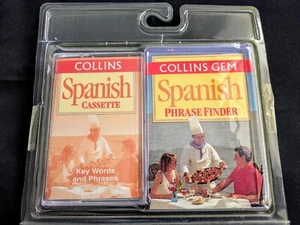 COLLINS
Spanish
CASSETTE
Key Words
and Phrases
COLLINS GEM
Spanish
PHRASE FINDER